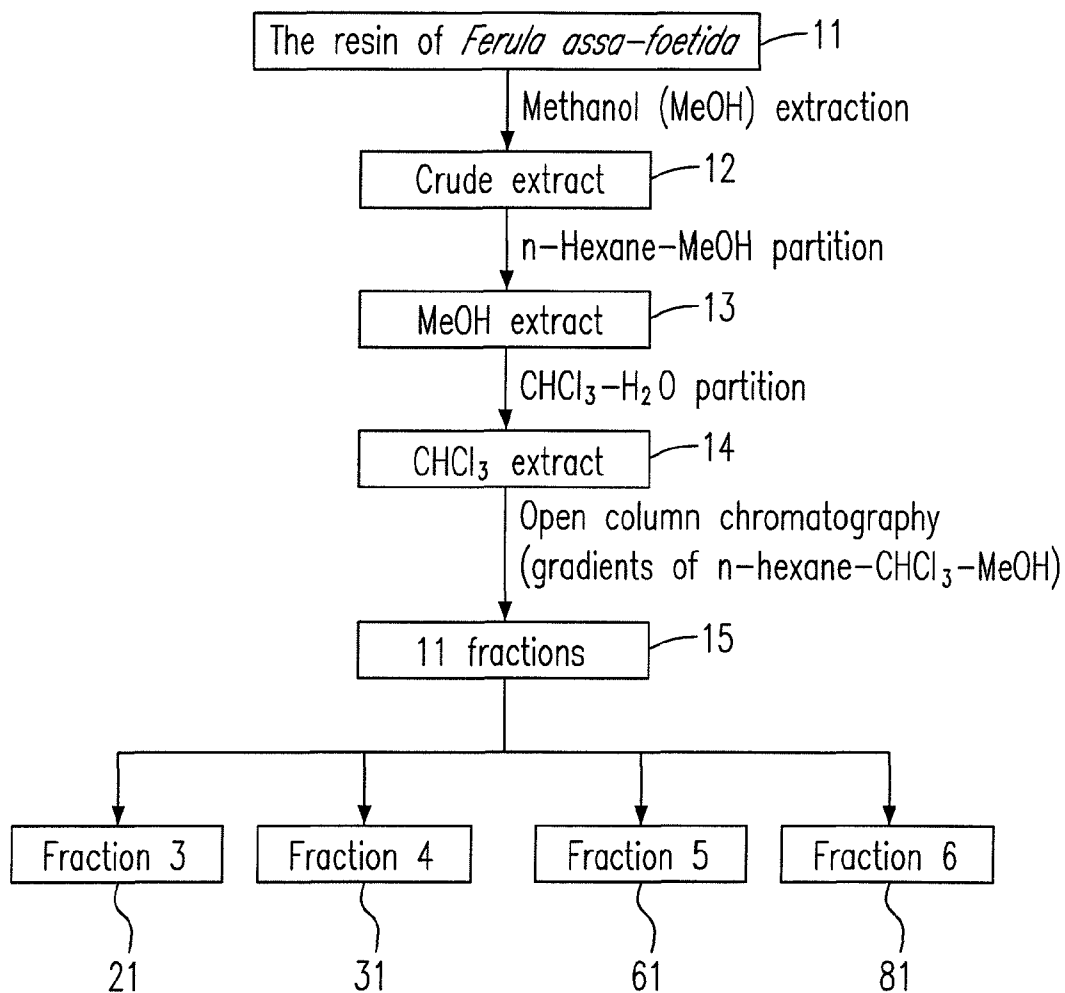 The resin of Ferula assa-foetida 11
Methanol (MeOH) extraction
Crude extract 12
n-Hexane-MeOH partition
MeOH extract 13
CHCl₃-H₂O partition
CHCl₃ extract 14
Open column chromatography
(gradients of n-hexane-CHCl₃-MeOH)
11 fractions 15
Fraction 3 Fraction 4 Fraction 5 Fraction 6
21 31 61 81